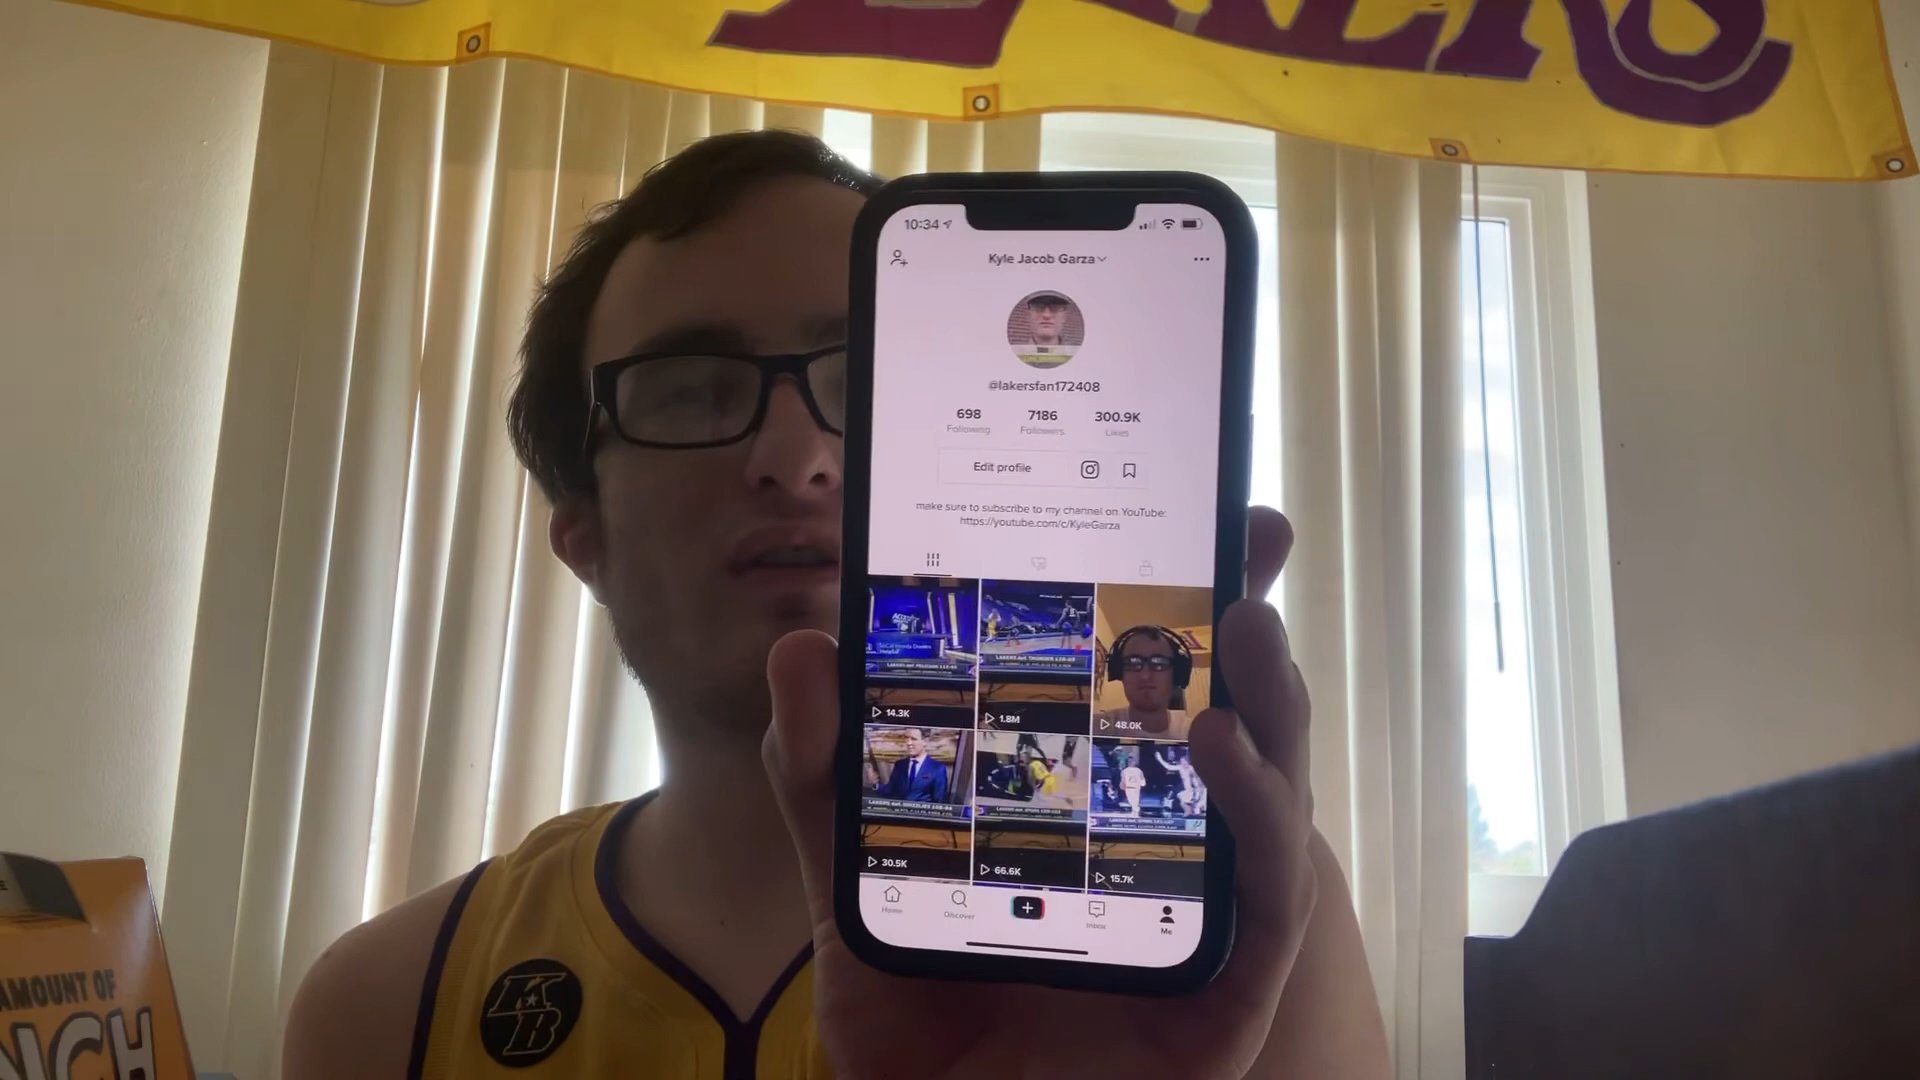 LAKERS
10:34
Kyle Jacob Garza
@lakersfan172408
698 7186 300.9K
Following Followers Likes
Edit profile
make sure to subscribe to my channel on YouTube:
https://youtube.com/c/KyleGarza
14.3K 1.8M 48.0K
30.5K 66.6K 15.7K
Home Discover Inbox Me
KB
AMOUNT OF